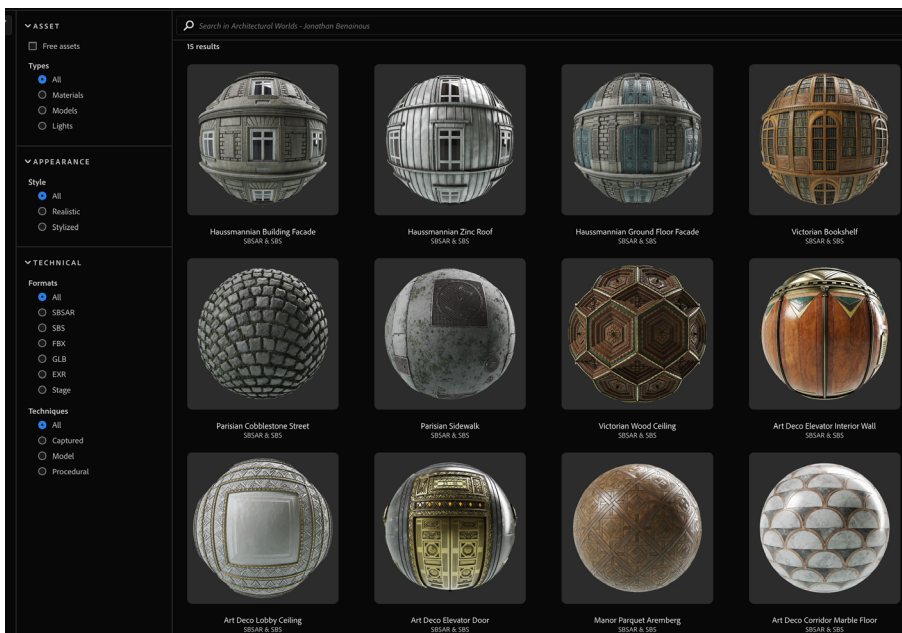 ASSET
Free assets
Types
All
Materials
Models
Lights
APPEARANCE
Style
All
Realistic
Stylized
TECHNICAL
Formats
All
SBSAR
SBS
FBX
GLB
EXR
Stage
Techniques
All
Captured
Model
Procedural
Search in Architectural Worlds - Jonathan Benainous
15 results
Haussmannian Building Facade
SBSAR & SBS
Haussmannian Zinc Roof
SBSAR & SBS
Haussmannian Ground Floor Facade
SBSAR & SBS
Victorian Bookshelf
SBSAR & SBS
Parisian Cobblestone Street
SBSAR & SBS
Parisian Sidewalk
SBSAR & SBS
Victorian Wood Ceiling
SBSAR & SBS
Art Deco Elevator Interior Wall
SBSAR & SBS
Art Deco Lobby Ceiling
SBSAR & SBS
Art Deco Elevator Door
SBSAR & SBS
Manor Parquet Aremberg
SBSAR & SBS
Art Deco Corridor Marble Floor
SBSAR & SBS